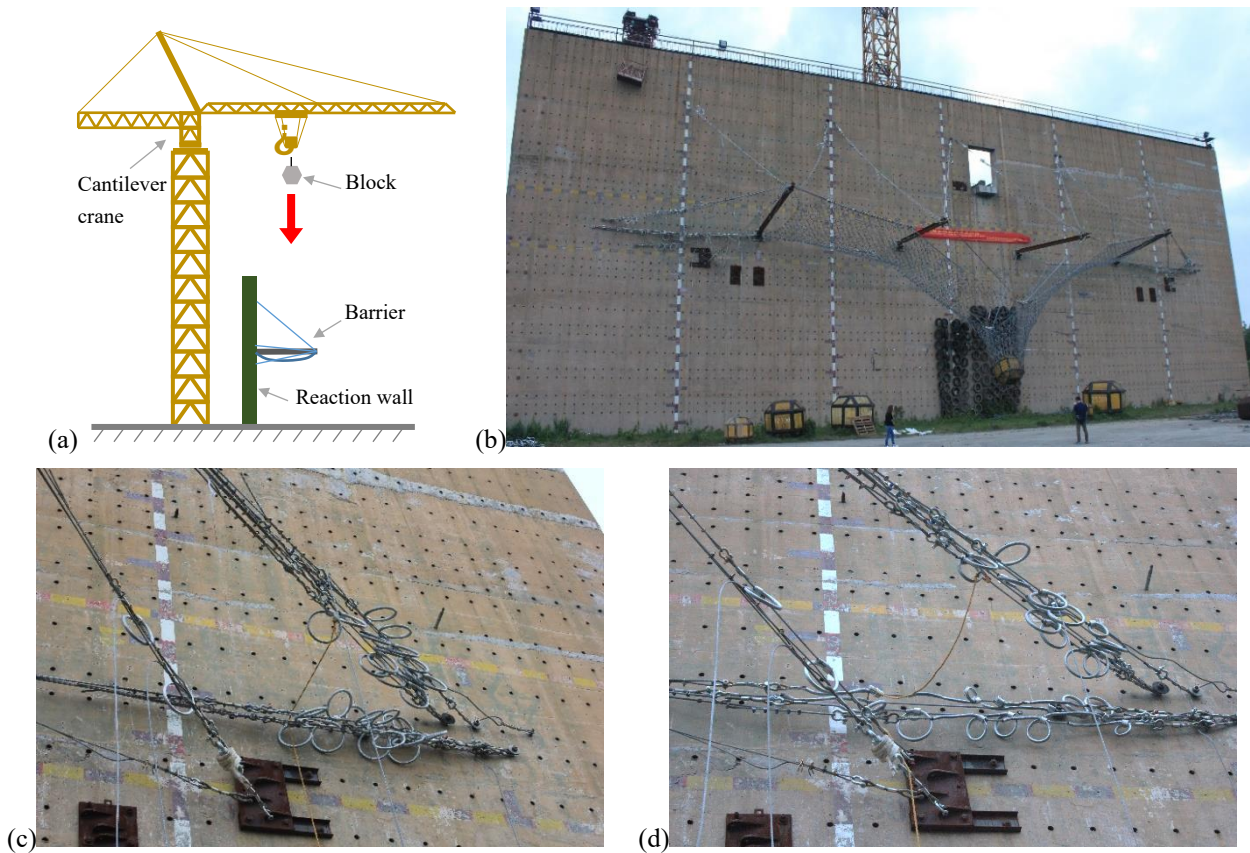 Cantilever
crane
Block
Barrier
Reaction wall
(a)
(b)
(c)
(d)